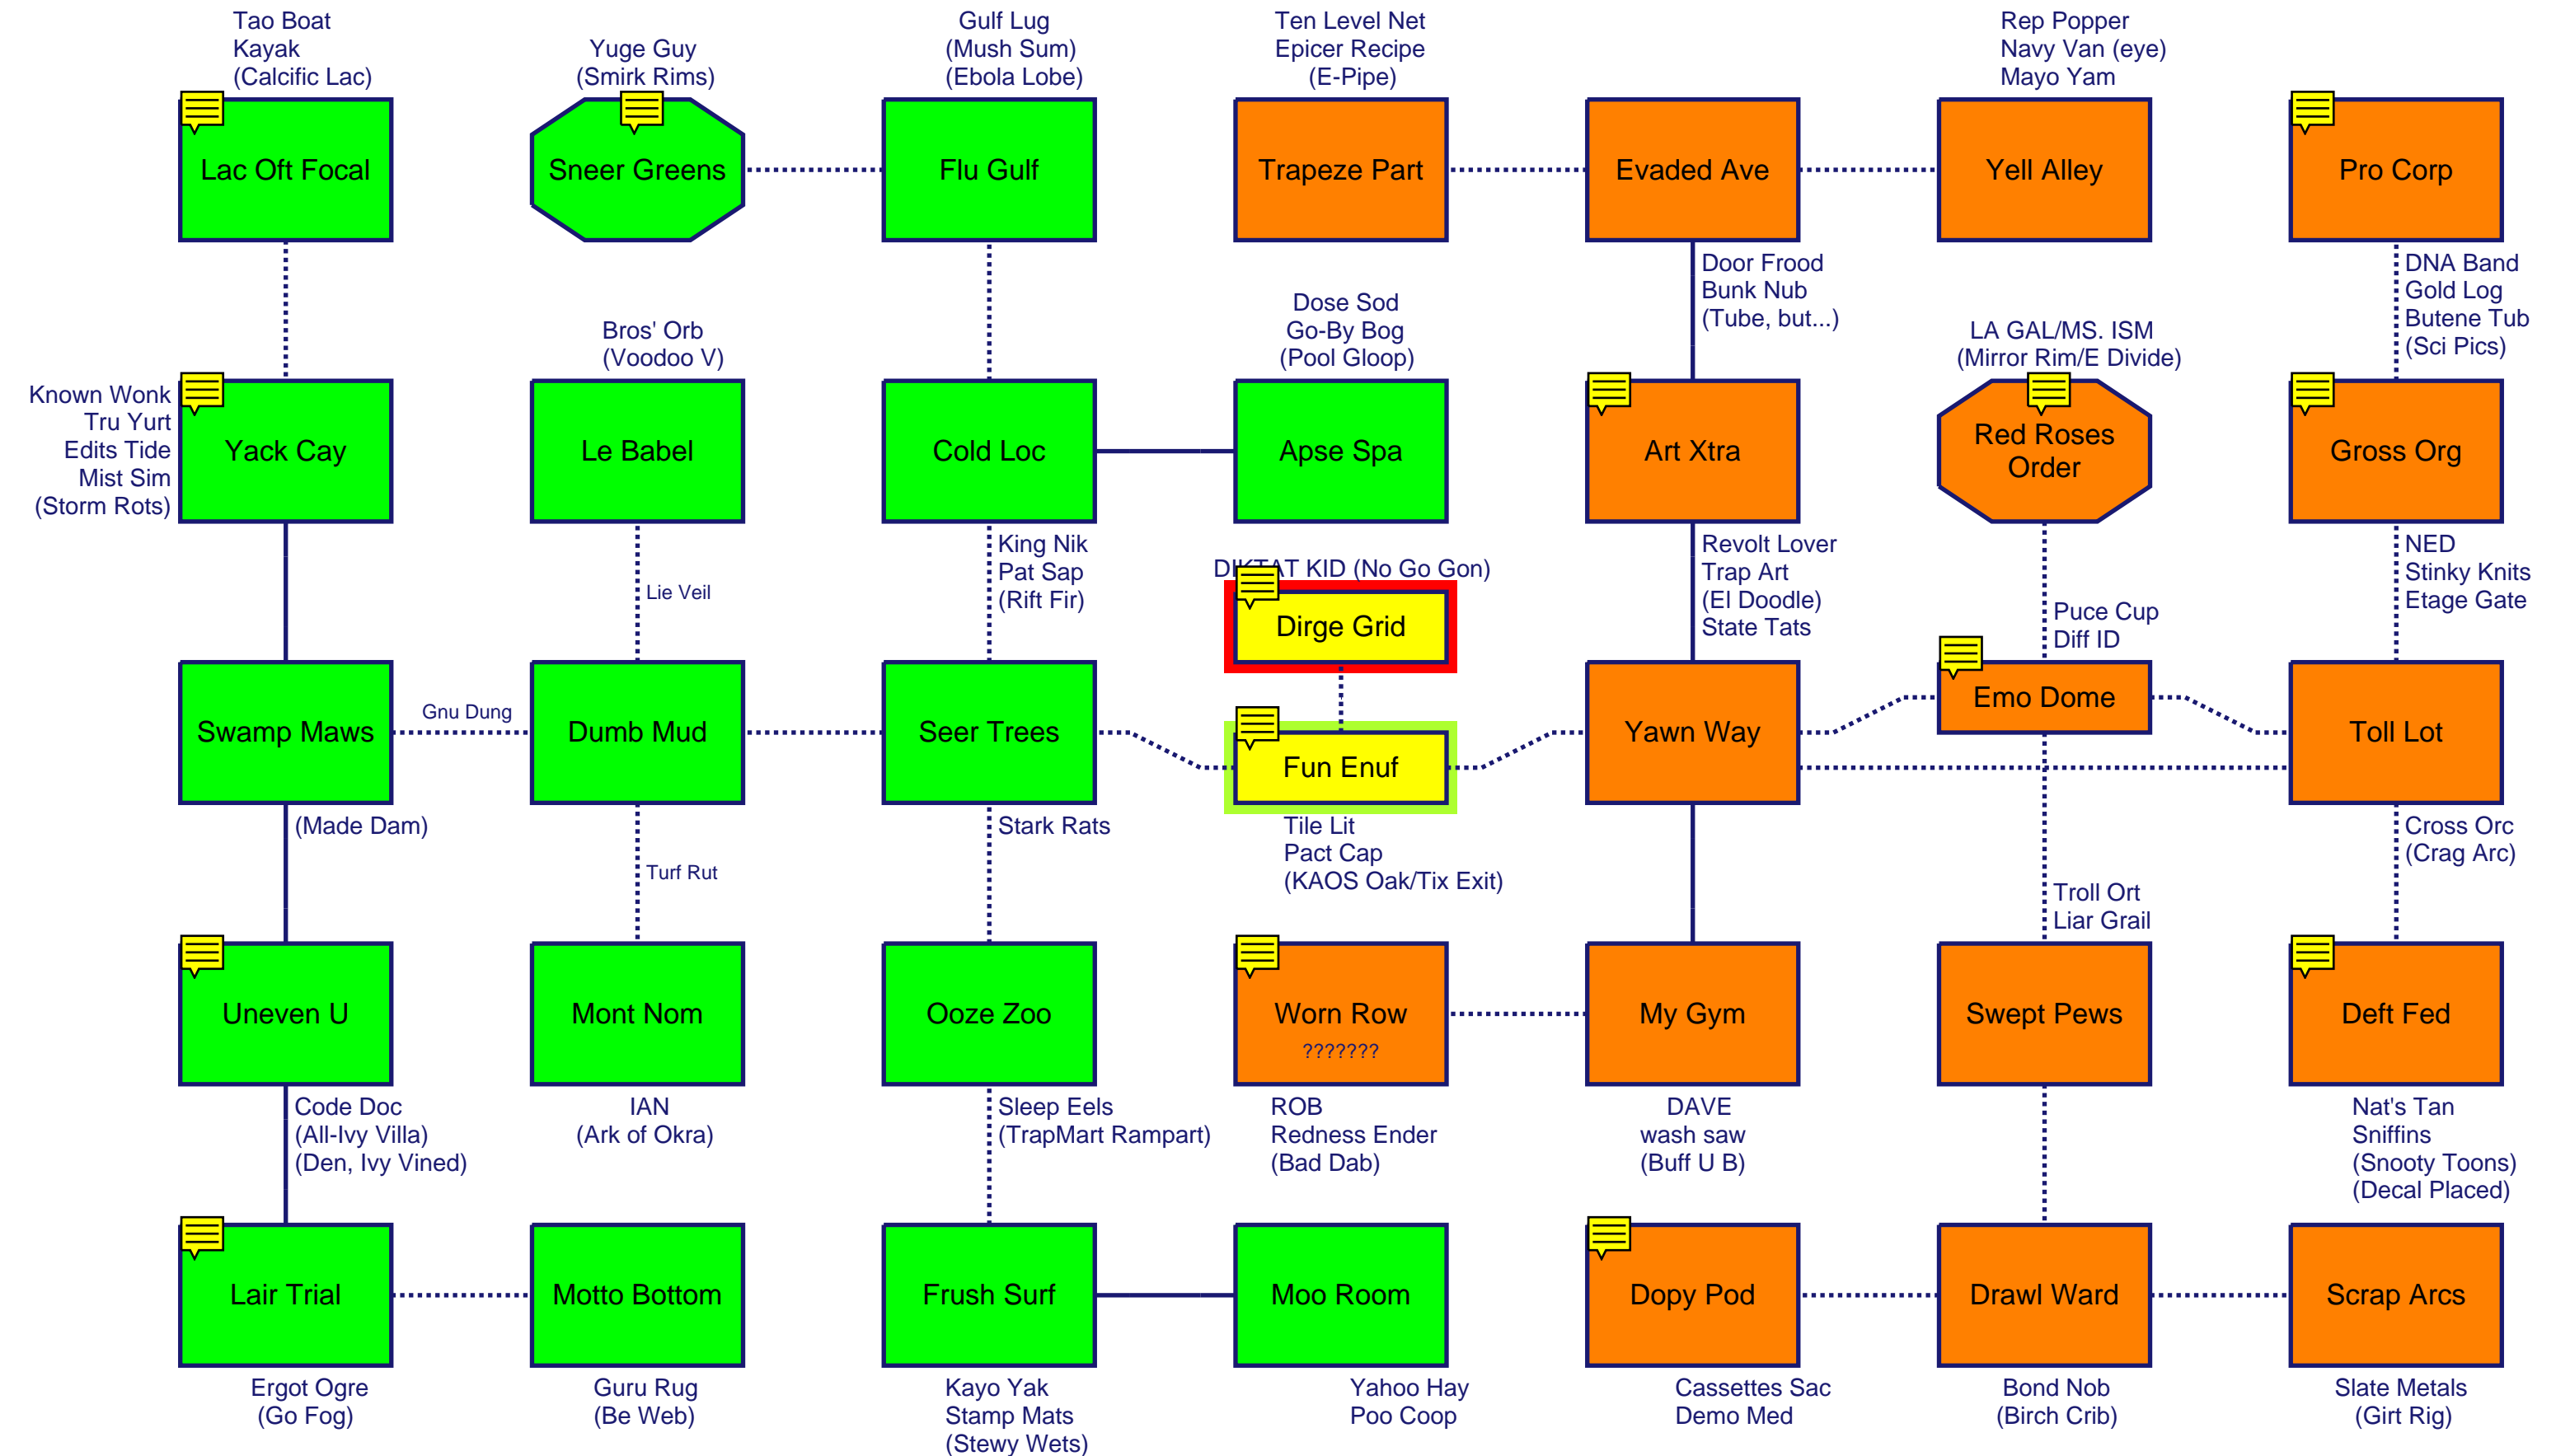 Tao Boat
Kayak
(Calcific Lac)
Yuge Guy
(Smirk Rims)
Gulf Lug
(Mush Sum)
(Ebola Lobe)
Ten Level Net
Epicer Recipe
(E-Pipe)
Rep Popper
Navy Van (eye)
Mayo Yam
Lac Oft Focal
Sneer Greens
Flu Gulf
Trapeze Part
Evaded Ave
Yell Alley
Pro Corp
Door Frood
Bunk Nub
(Tube, but...)
DNA Band
Gold Log
Butene Tub
(Sci Pics)
Bros' Orb
(Voodoo V)
Dose Sod
Go-By Bog
(Pool Gloop)
LA GAL/MS. ISM
(Mirror Rim/E Divide)
Known Wonk
Tru Yurt
Edits Tide
Mist Sim
(Storm Rots)
Yack Cay
Le Babel
Cold Loc
Apse Spa
Art Xtra
Red Roses
Order
Gross Org
Lie Veil
King Nik
Pat Sap
(Rift Fir)
DIKTAT KID (No Go Gon)
Dirge Grid
Revolt Lover
Trap Art
(El Doodle)
State Tats
Puce Cup
Diff ID
NED
Stinky Knits
Etage Gate
Swamp Maws
Gnu Dung
Dumb Mud
Seer Trees
Fun Enuf
Yawn Way
Emo Dome
Toll Lot
(Made Dam)
Turf Rut
Stark Rats
Tile Lit
Pact Cap
(KAOS Oak/Tix Exit)
Troll Ort
Liar Grail
Cross Orc
(Crag Arc)
Uneven U
Mont Nom
Ooze Zoo
Worn Row
???????
My Gym
Swept Pews
Deft Fed
Code Doc
(All-Ivy Villa)
(Den, Ivy Vined)
IAN
(Ark of Okra)
Sleep Eels
(TrapMart Rampart)
ROB
Redness Ender
(Bad Dab)
DAVE
wash saw
(Buff U B)
Nat's Tan
Sniffins
(Snooty Toons)
(Decal Placed)
Lair Trial
Motto Bottom
Frush Surf
Moo Room
Dopy Pod
Drawl Ward
Scrap Arcs
Ergot Ogre
(Go Fog)
Guru Rug
(Be Web)
Kayo Yak
Stamp Mats
(Stewy Wets)
Yahoo Hay
Poo Coop
Cassettes Sac
Demo Med
Bond Nob
(Birch Crib)
Slate Metals
(Girt Rig)